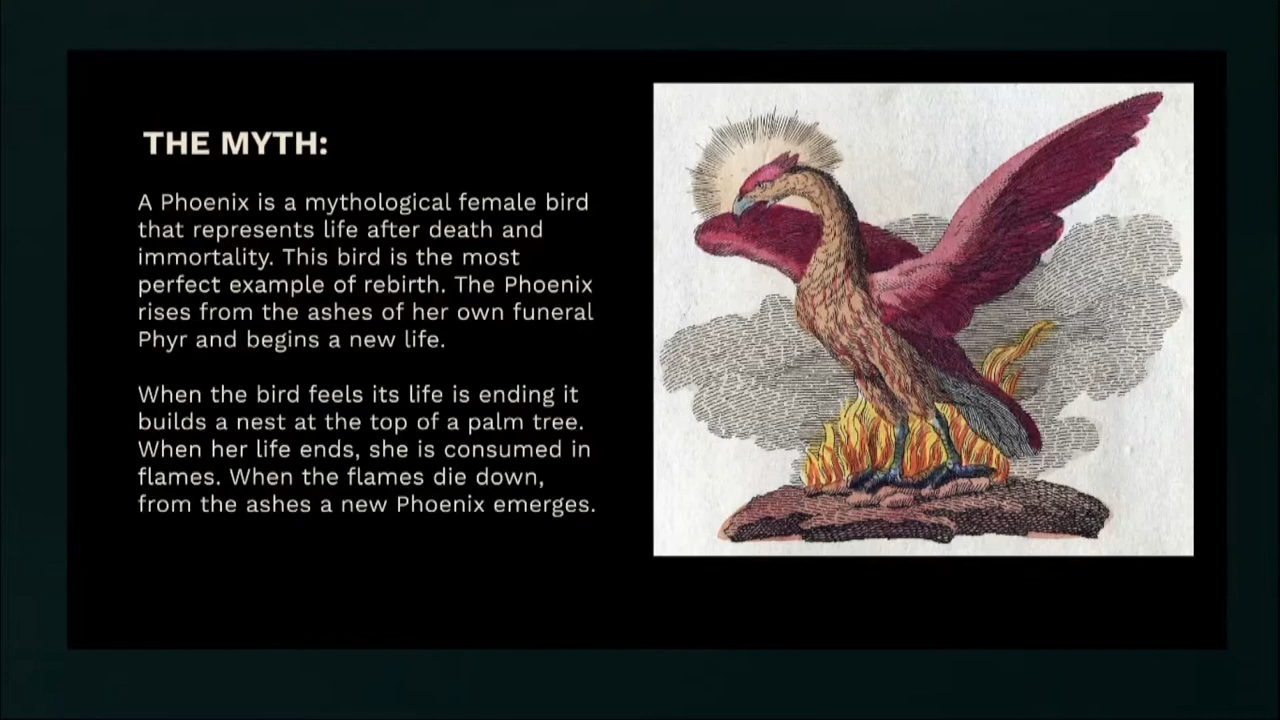 THE MYTH:
A Phoenix is a mythological female bird
that represents life after death and
immortality. This bird is the most
perfect example of rebirth. The Phoenix
rises from the ashes of her own funeral
Phyr and begins a new life.
When the bird feels its life is ending it
builds a nest at the top of a palm tree.
When her life ends, she is consumed in
flames. When the flames die down,
from the ashes a new Phoenix emerges.